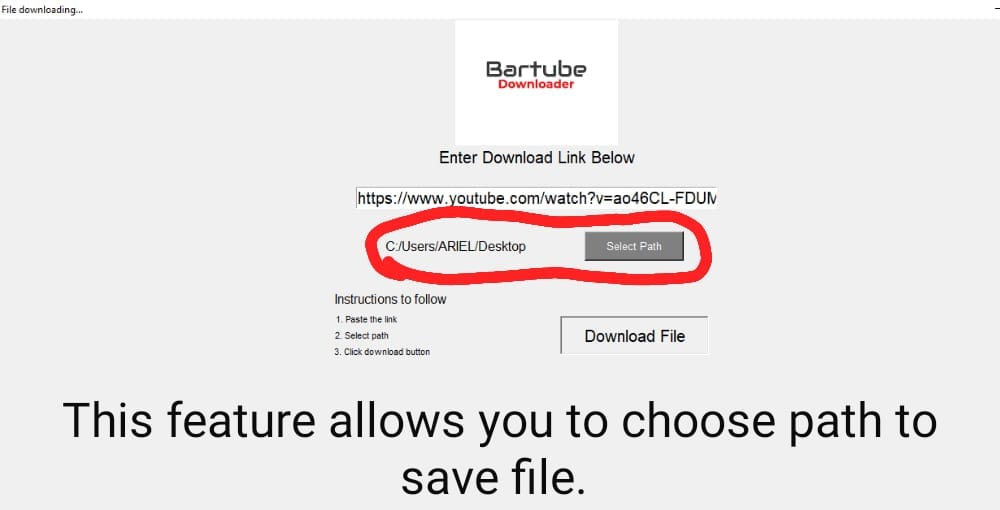 File downloading...
Bartube
Downloader
Enter Download Link Below
https://www.youtube.com/watch?v=ao46CL-FDUM
C:/Users/ARIEL/Desktop
Select Path
Instructions to follow
1. Paste the link
2. Select path
3. Click download button
Download File
This feature allows you to choose path to
save file.